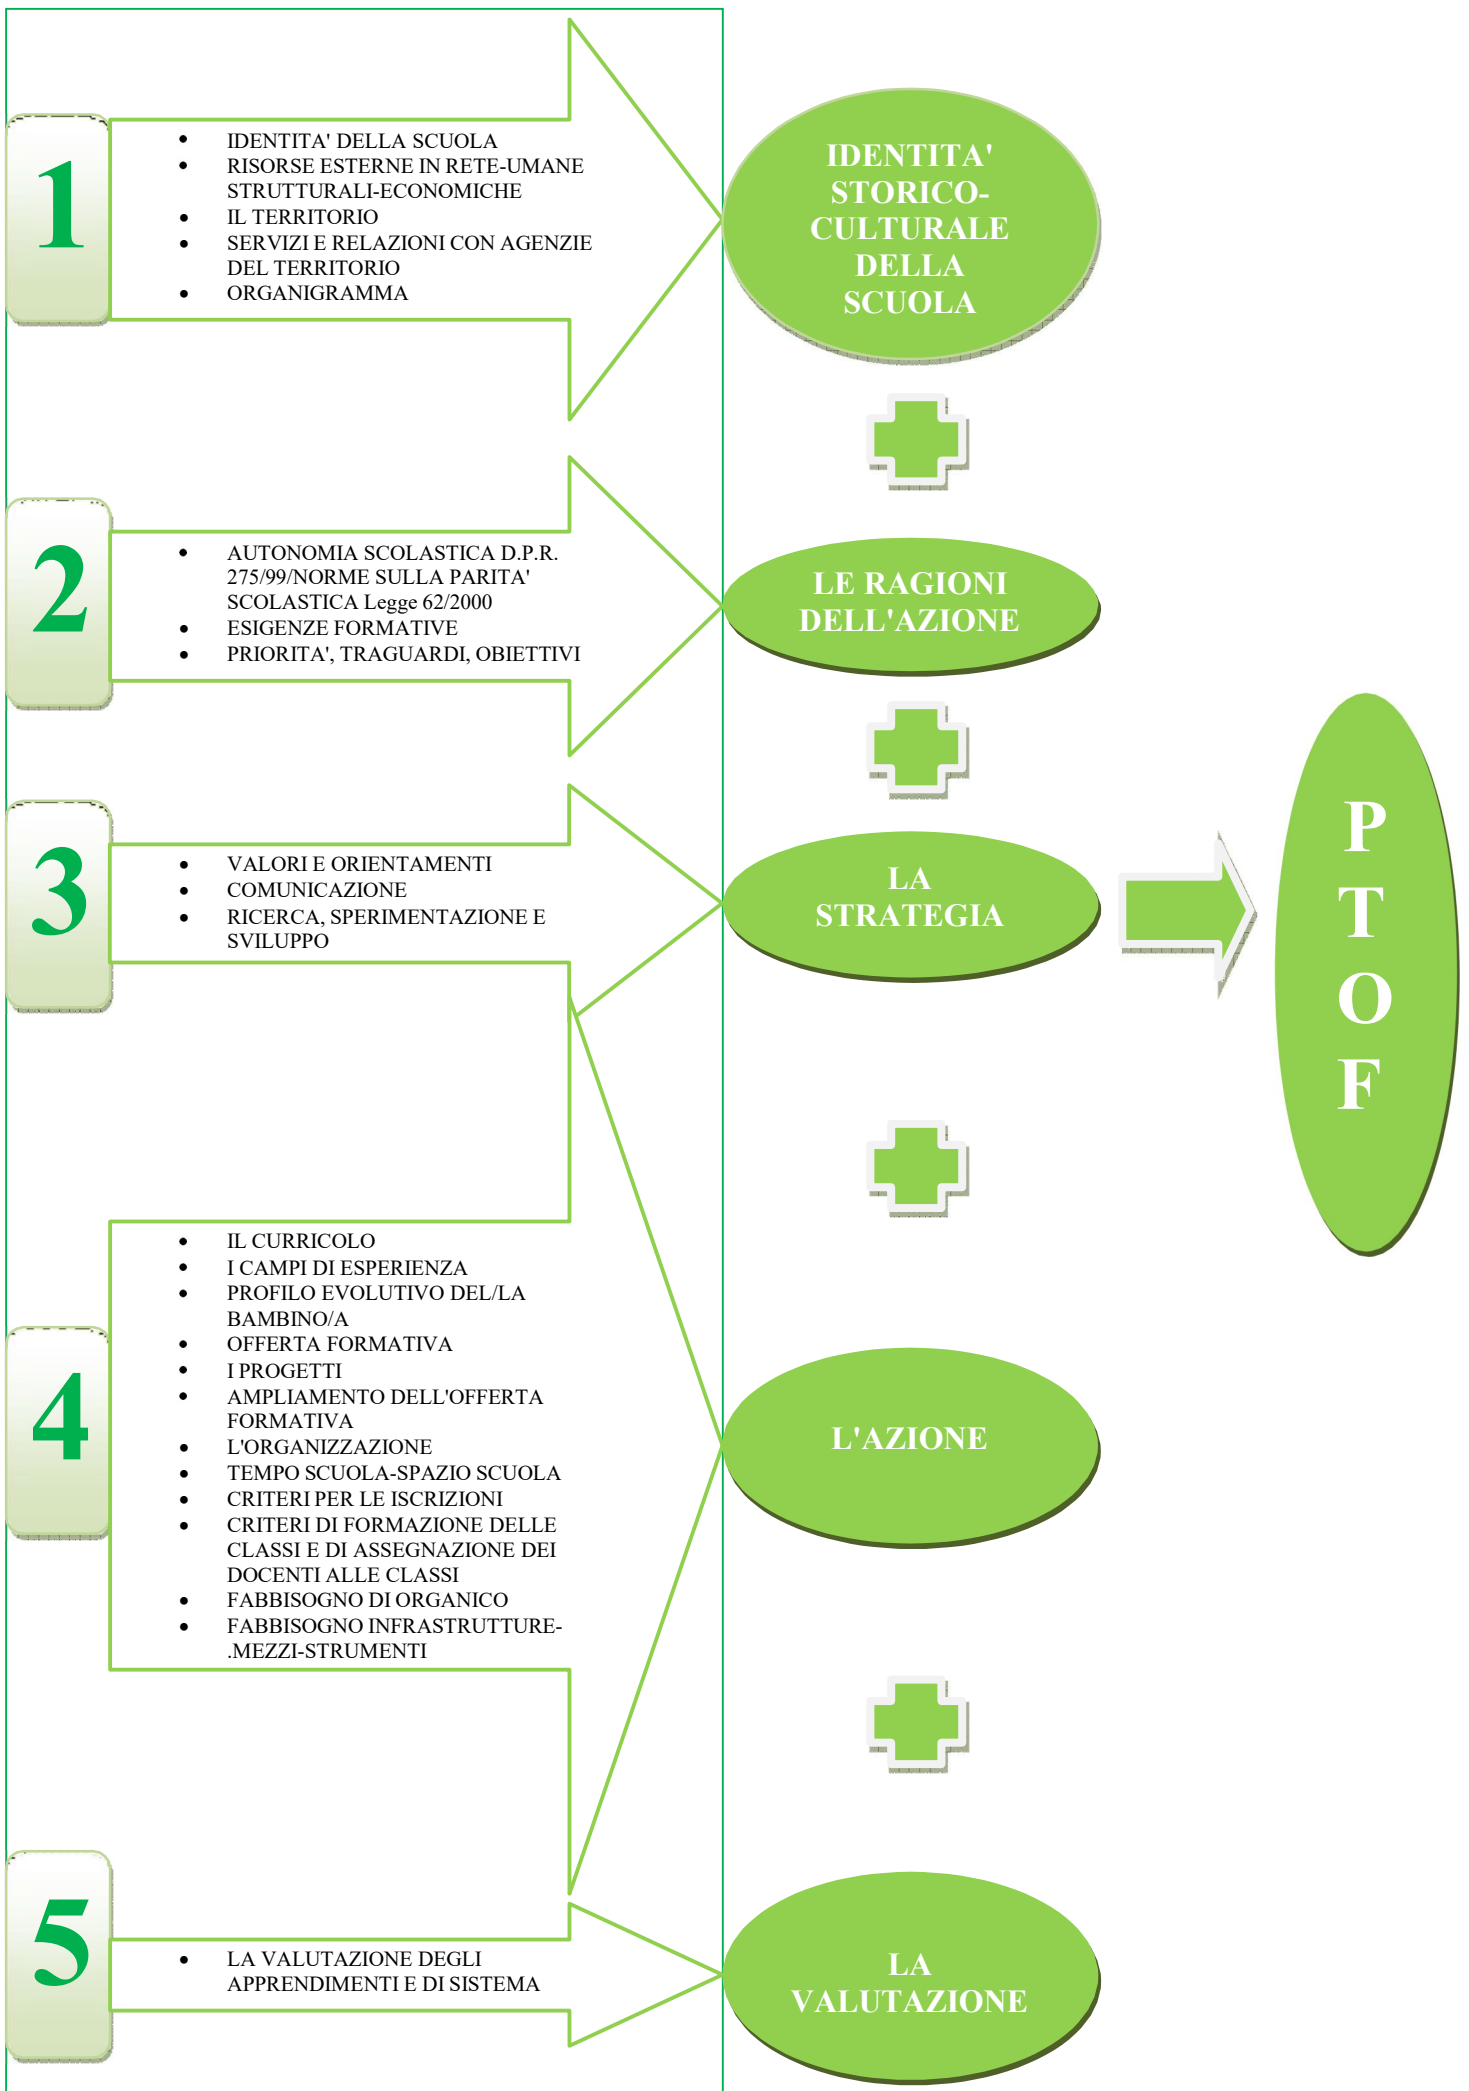 1
IDENTITA' DELLA SCUOLA
RISORSE ESTERNE IN RETE-UMANE
STRUTTURALI-ECONOMICHE
IL TERRITORIO
SERVIZI E RELAZIONI CON AGENZIE
DEL TERRITORIO
ORGANIGRAMMA
IDENTITA'
STORICO-
CULTURALE
DELLA
SCUOLA
2
AUTONOMIA SCOLASTICA D.P.R.
275/99/NORME SULLA PARITA'
SCOLASTICA Legge 62/2000
ESIGENZE FORMATIVE
PRIORITA', TRAGUARDI, OBIETTIVI
LE RAGIONI
DELL'AZIONE
3
VALORI E ORIENTAMENTI
COMUNICAZIONE
RICERCA, SPERIMENTAZIONE E
SVILUPPO
LA
STRATEGIA
P
T
O
F
4
IL CURRICOLO
I CAMPI DI ESPERIENZA
PROFILO EVOLUTIVO DEL/LA
BAMBINO/A
OFFERTA FORMATIVA
I PROGETTI
AMPLIAMENTO DELL'OFFERTA
FORMATIVA
L'ORGANIZZAZIONE
TEMPO SCUOLA-SPAZIO SCUOLA
CRITERI PER LE ISCRIZIONI
CRITERI DI FORMAZIONE DELLE
CLASSI E DI ASSEGNAZIONE DEI
DOCENTI ALLE CLASSI
FABBISOGNO DI ORGANICO
FABBISOGNO INFRASTRUTTURE-
.MEZZI-STRUMENTI
L'AZIONE
5
LA VALUTAZIONE DEGLI
APPRENDIMENTI E DI SISTEMA
LA
VALUTAZIONE